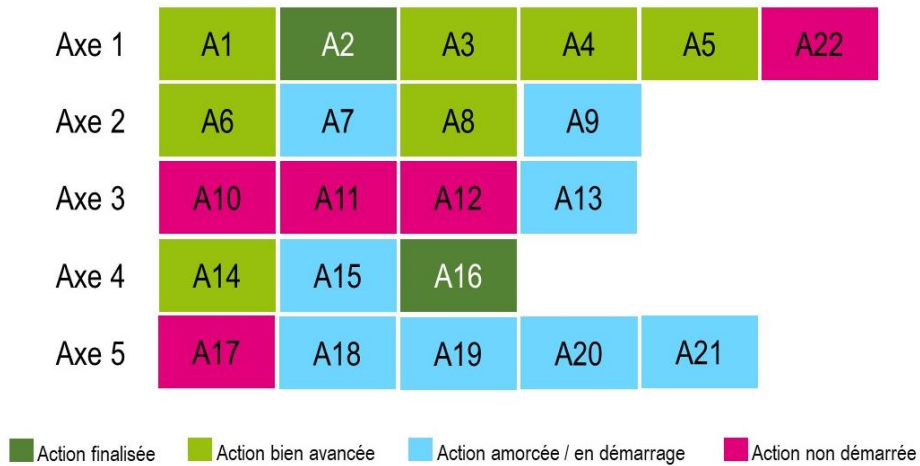 Axe 1 A1 A2 A3 A4 A5 A22
Axe 2 A6 A7 A8 A9
Axe 3 A10 A11 A12 A13
Axe 4 A14 A15 A16
Axe 5 A17 A18 A19 A20 A21
Action finalisée Action bien avancée Action amorcée / en démarrage Action non démarrée